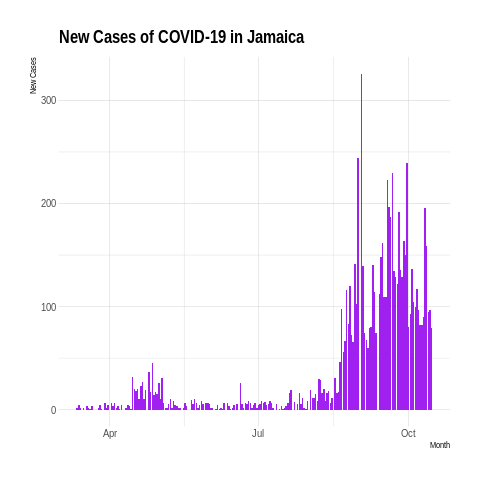 New Cases of COVID-19 in Jamaica
New Cases
300
200
100
0
Apr
Jul
Oct
Month